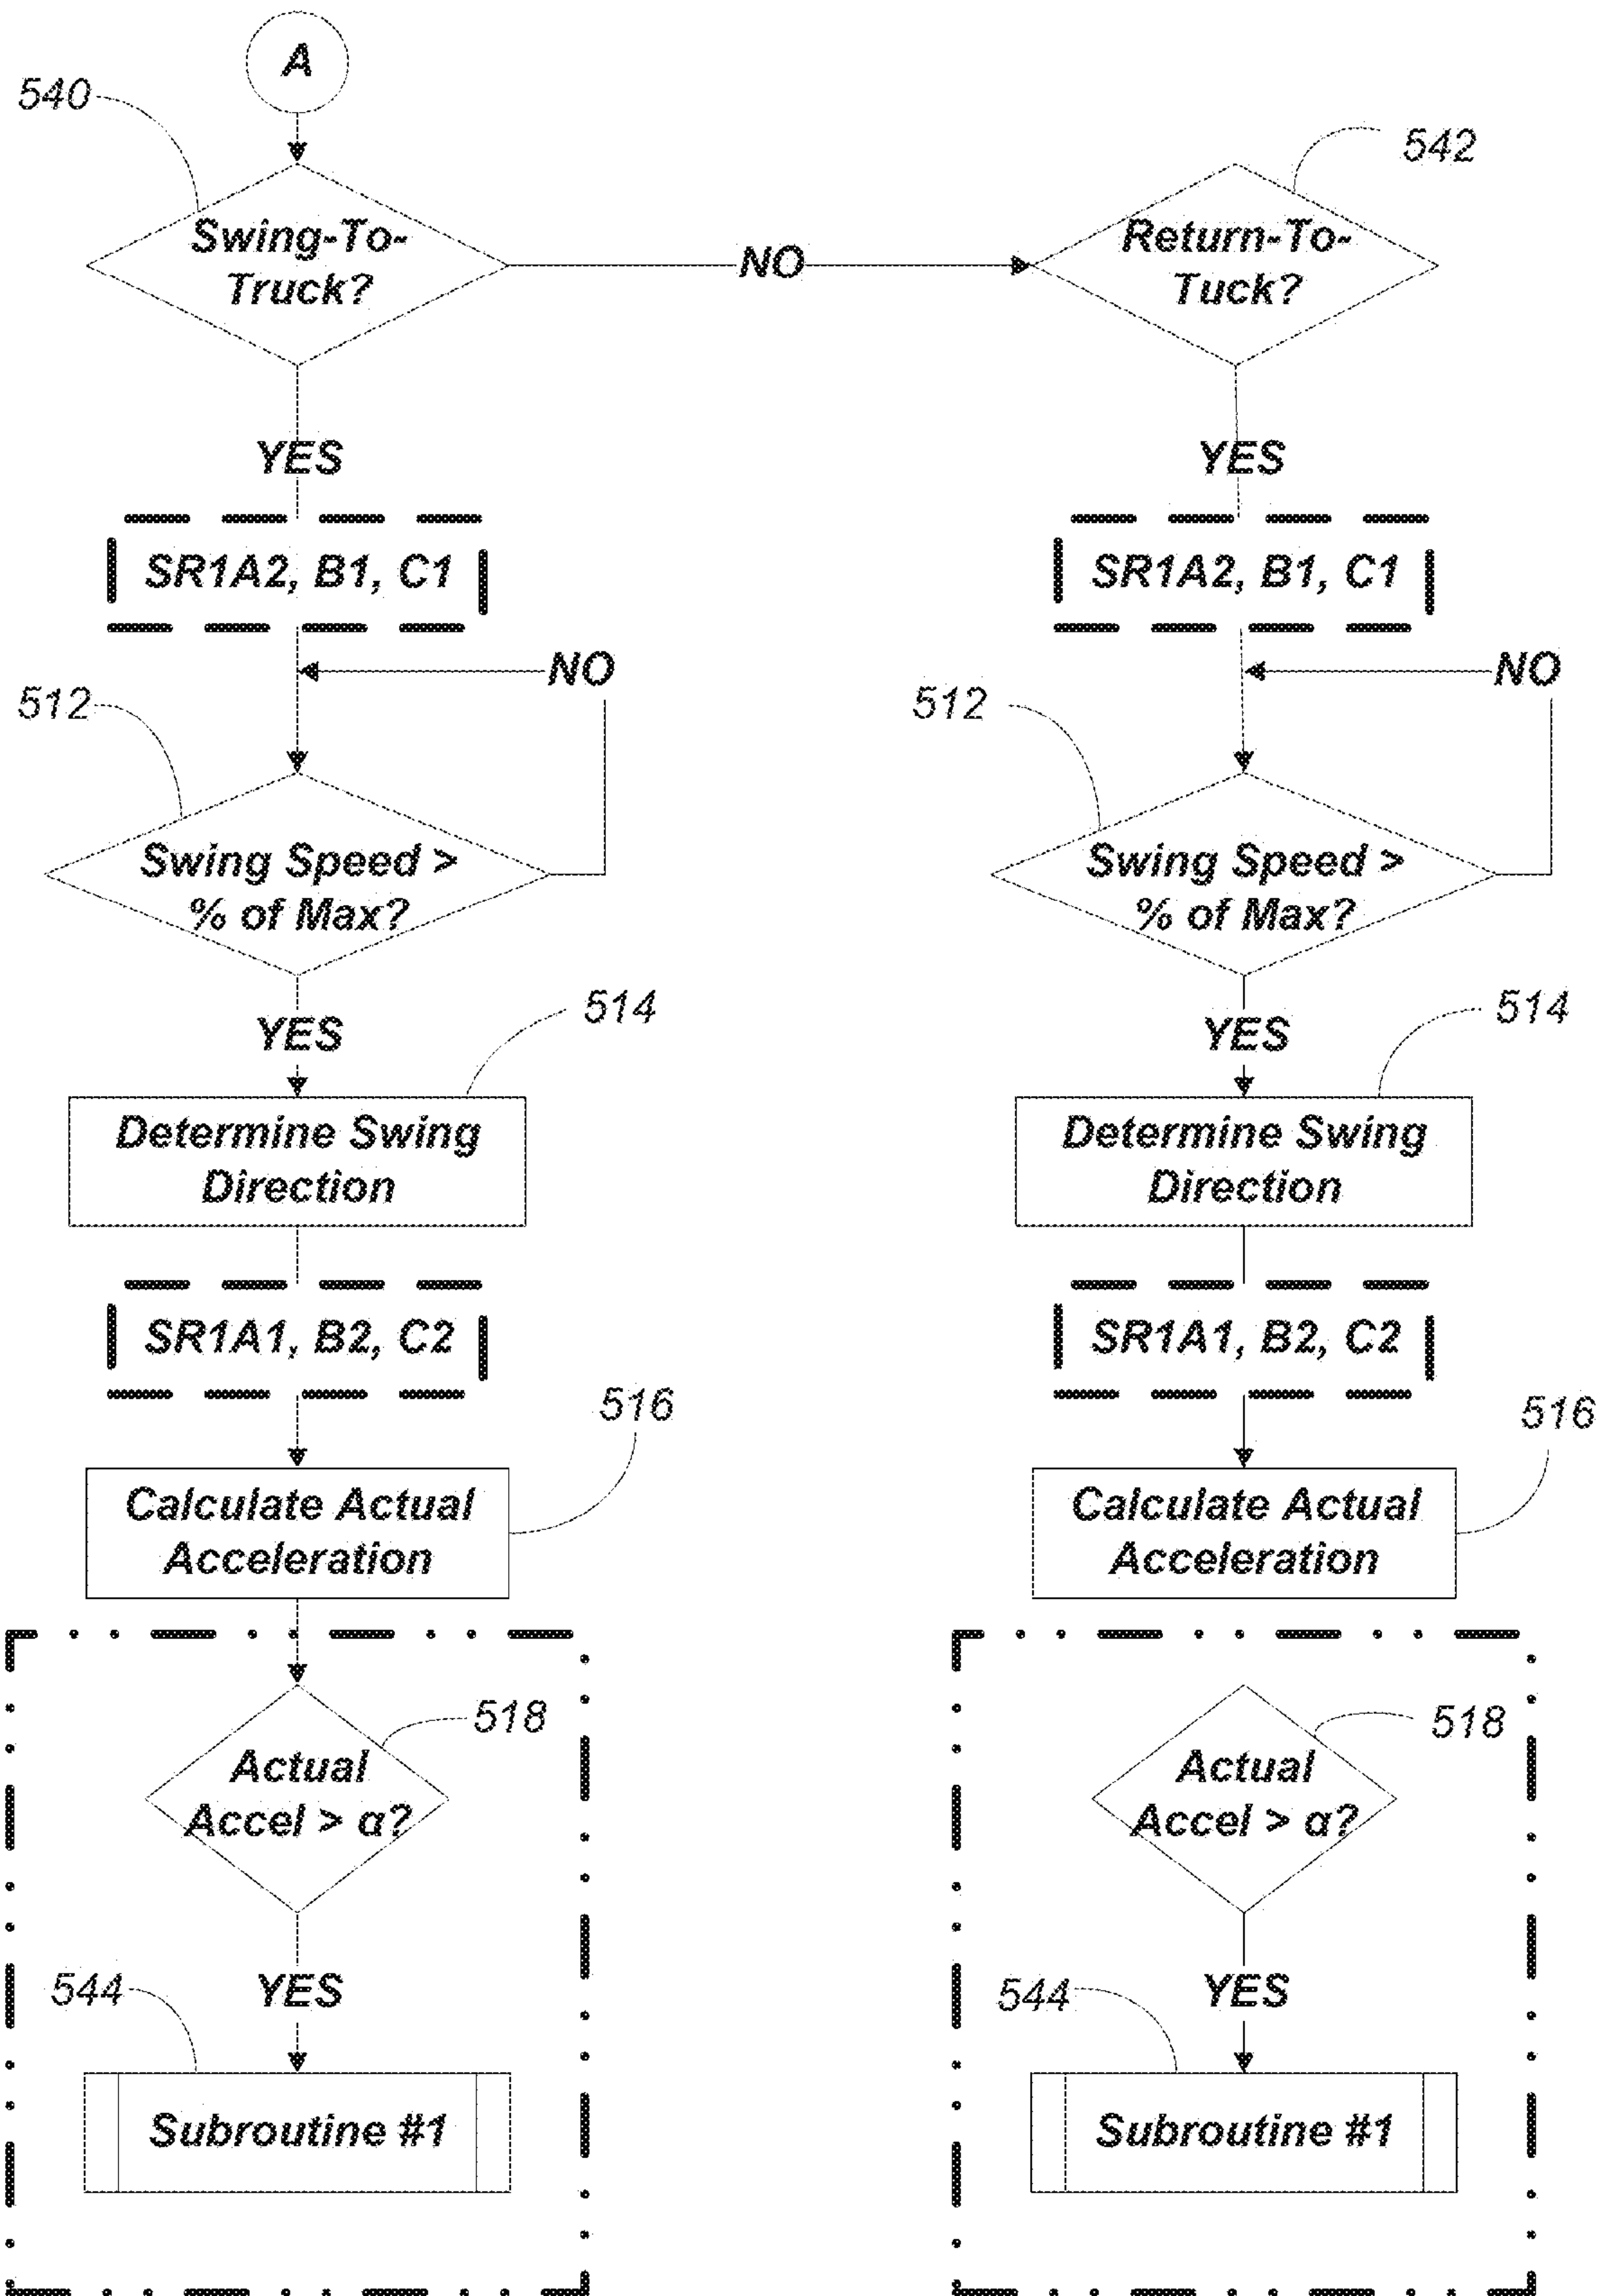 A
540
542
Swing-To-
Truck?
NO
Return-To-
Tuck?
YES
YES
SR1A2, B1, C1
SR1A2, B1, C1
NO
NO
512
512
Swing Speed >
% of Max?
Swing Speed >
% of Max?
YES
514
YES
514
Determine Swing
Direction
Determine Swing
Direction
SR1A1, B2, C2
SR1A1, B2, C2
516
516
Calculate Actual
Acceleration
Calculate Actual
Acceleration
518
518
Actual
Accel > α?
Actual
Accel > α?
544
YES
544
YES
Subroutine #1
Subroutine #1